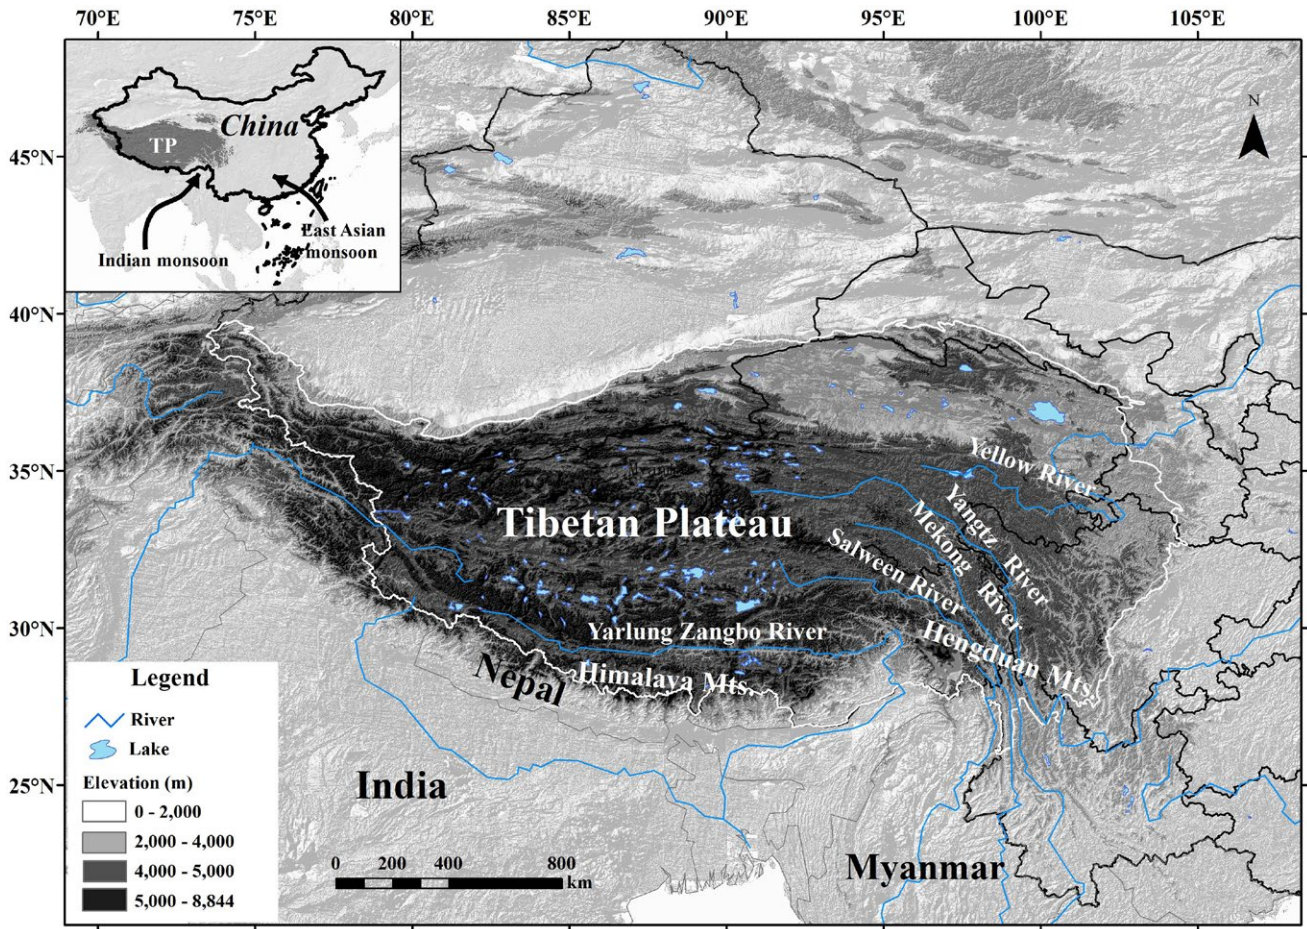 70°E 75°E 80°E 85°E 90°E 95°E 100°E 105°E
China
TP
Indian monsoon
East Asian
monsoon
N
45°N
40°N
35°N
30°N
25°N
Tibetan Plateau
Yellow River
Yangtz River
Mekong River
Salween River
Yarlung Zangbo River
Hengduan Mts.
Himalaya Mts.
Nepal
India
Myanmar
Legend
River
Lake
Elevation (m)
0 - 2,000
2,000 - 4,000
4,000 - 5,000
5,000 - 8,844
0 200 400 800
km